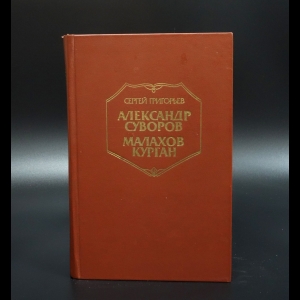 СЕРГЕЙ ГРИГОРЬЕВ
АЛЕКСАНДР
СУВОРОВ
МАЛАХОВ
КУРГАН